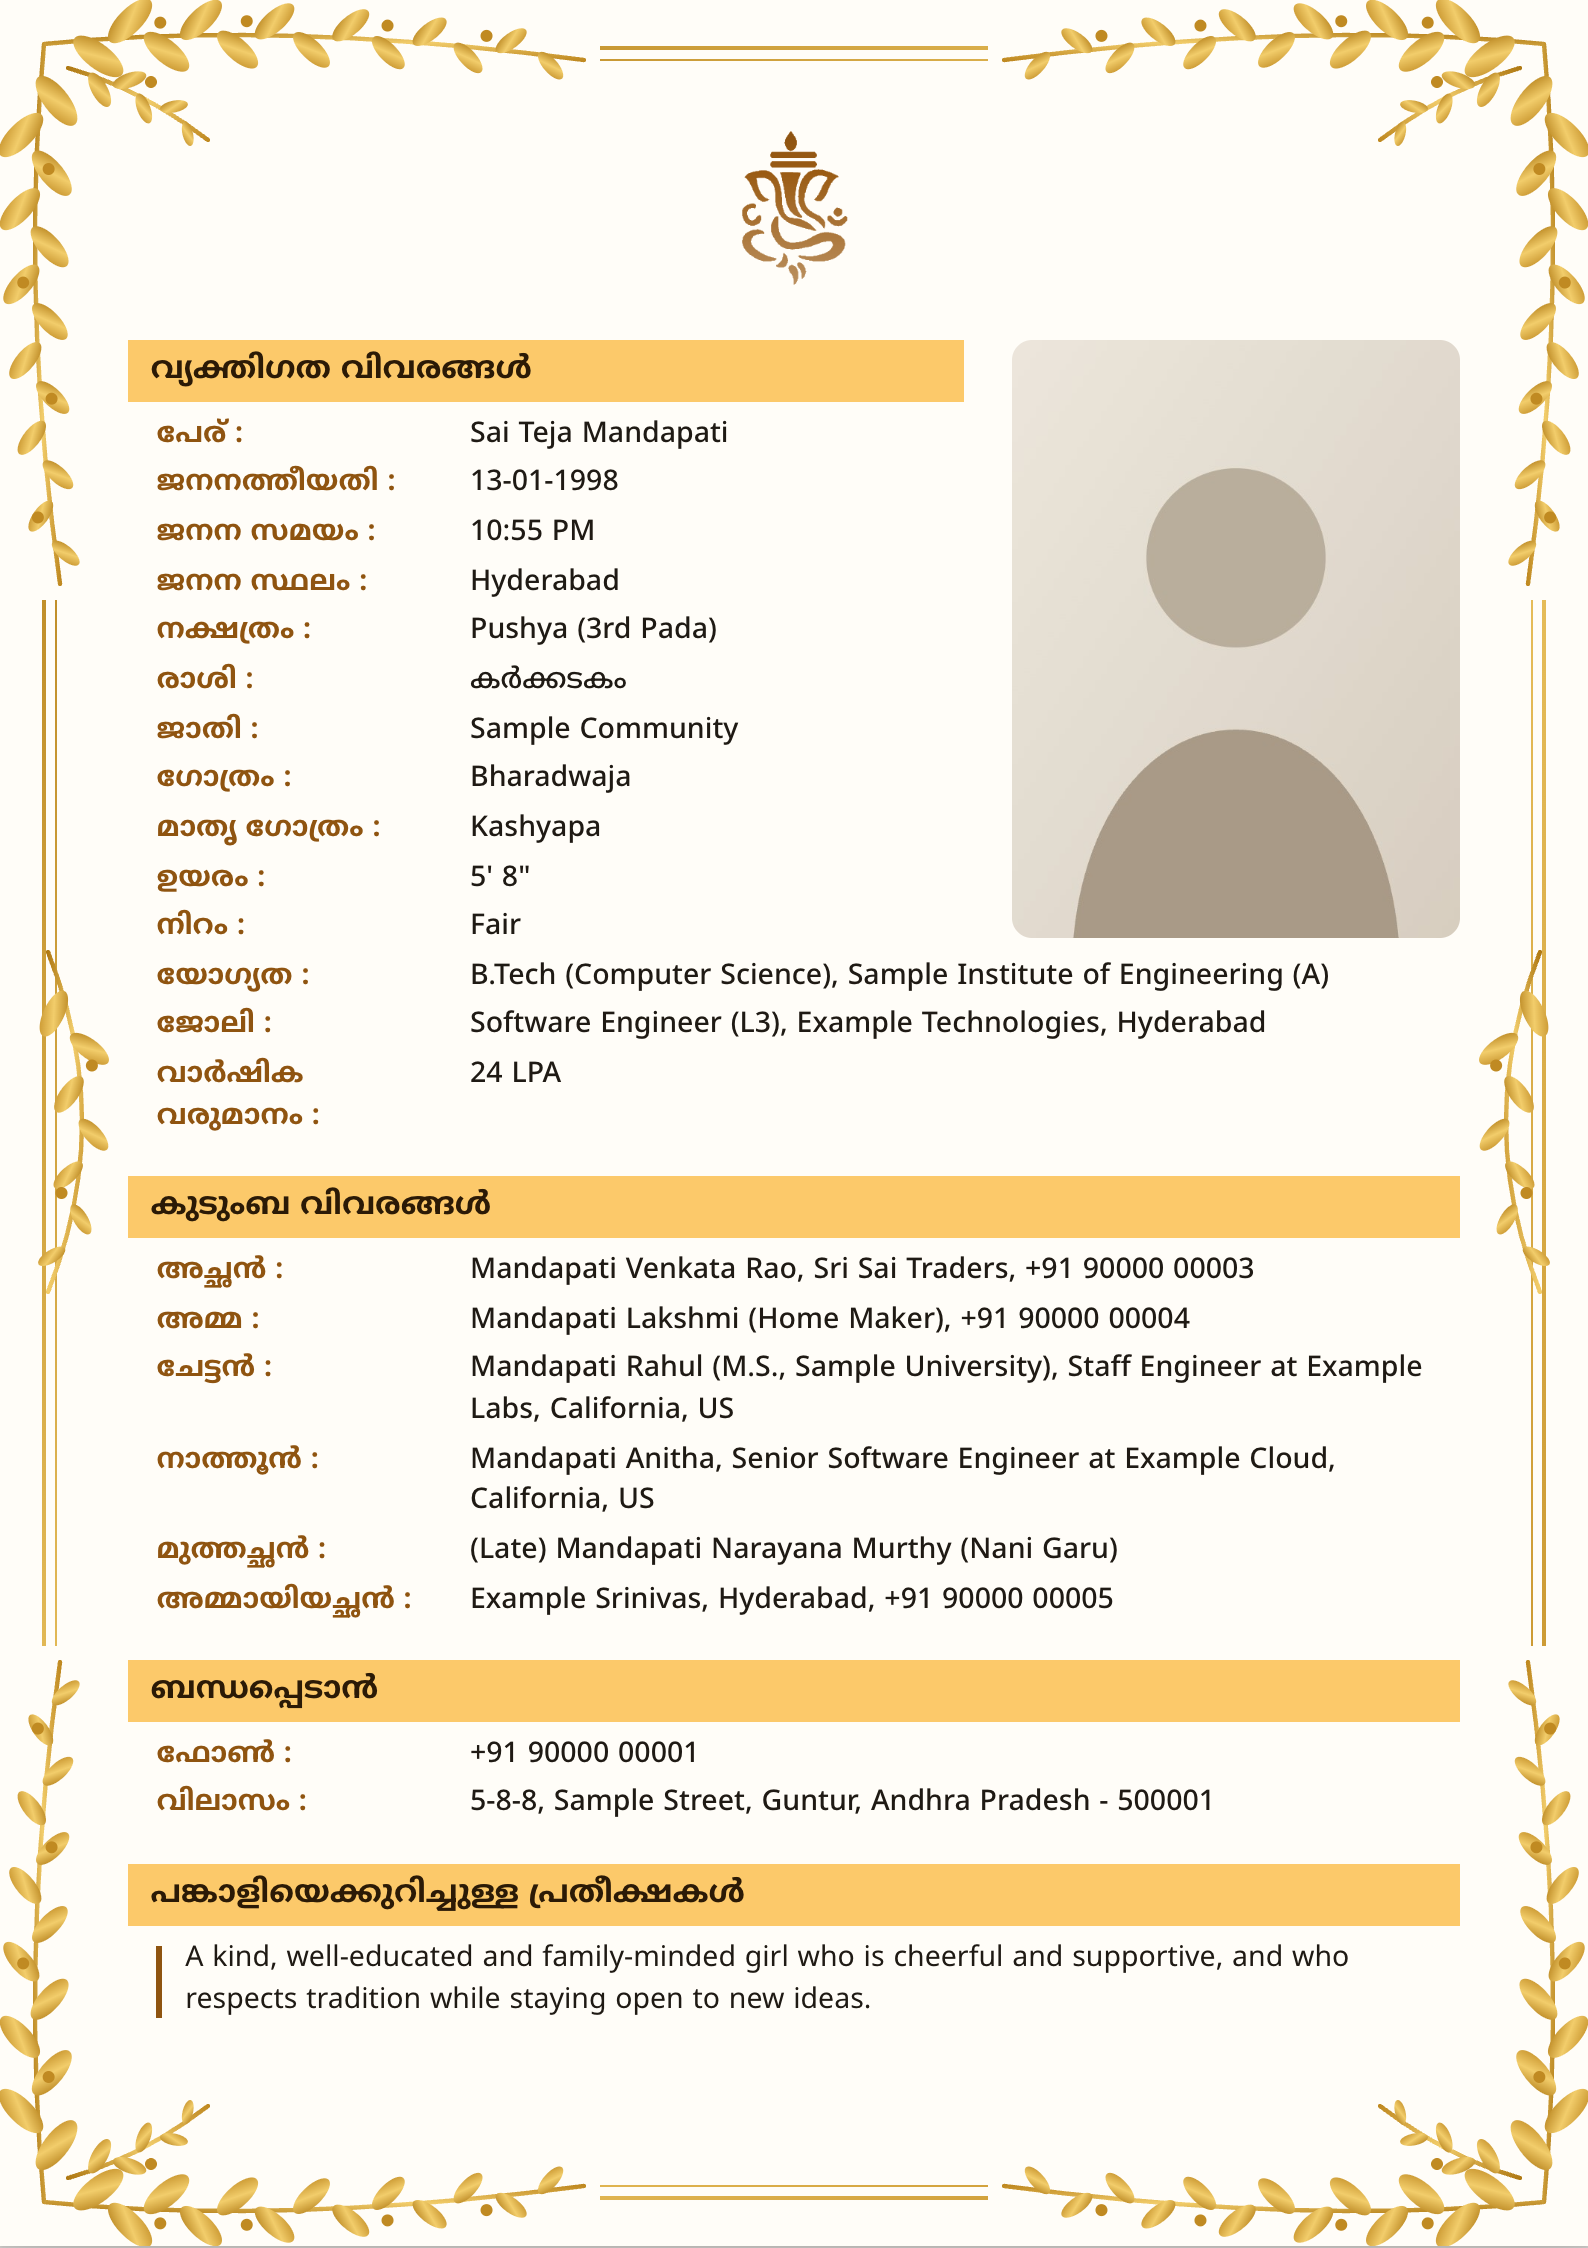 വ്യക്തിഗത വിവരങ്ങൾ
പേര് : Sai Teja Mandapati
ജനനത്തീയതി : 13-01-1998
ജനന സമയം : 10:55 PM
ജനന സ്ഥലം : Hyderabad
നക്ഷത്രം : Pushya (3rd Pada)
രാശി : കർക്കടകം
ജാതി : Sample Community
ഗോത്രം : Bharadwaja
മാതൃ ഗോത്രം : Kashyapa
ഉയരം : 5' 8"
നിറം : Fair
യോഗ്യത : B.Tech (Computer Science), Sample Institute of Engineering (A)
ജോലി : Software Engineer (L3), Example Technologies, Hyderabad
വാർഷിക 24 LPA
വരുമാനം :
കുടുംബ വിവരങ്ങൾ
അച്ഛൻ : Mandapati Venkata Rao, Sri Sai Traders, +91 90000 00003
അമ്മ : Mandapati Lakshmi (Home Maker), +91 90000 00004
ചേട്ടൻ : Mandapati Rahul (M.S., Sample University), Staff Engineer at Example
Labs, California, US
നാത്തൂൻ : Mandapati Anitha, Senior Software Engineer at Example Cloud,
California, US
മുത്തച്ഛൻ : (Late) Mandapati Narayana Murthy (Nani Garu)
അമ്മായിയച്ഛൻ : Example Srinivas, Hyderabad, +91 90000 00005
ബന്ധപ്പെടാൻ
ഫോൺ : +91 90000 00001
വിലാസം : 5-8-8, Sample Street, Guntur, Andhra Pradesh - 500001
പങ്കാളിയെക്കുറിച്ചുള്ള പ്രതീക്ഷകൾ
A kind, well-educated and family-minded girl who is cheerful and supportive, and who
respects tradition while staying open to new ideas.